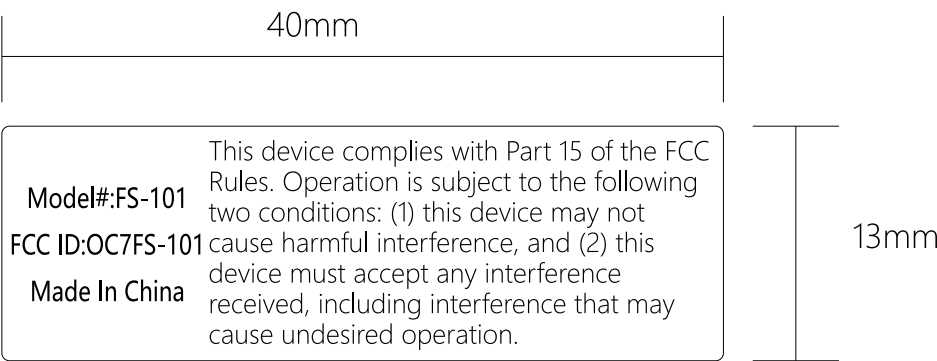 40mm
Model#:FS-101
FCC ID:OC7FS-101
Made In China
This device complies with Part 15 of the FCC
Rules. Operation is subject to the following
two conditions: (1) this device may not
cause harmful interference, and (2) this
device must accept any interference
received, including interference that may
cause undesired operation.
13mm